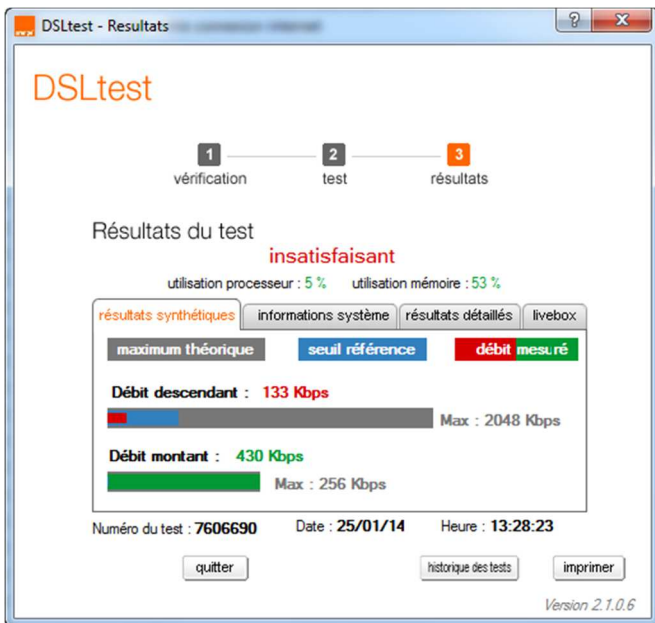 DSLtest - Resultats
DSLtest
1 2 3
vérification test résultats
Résultats du test
insatisfaisant
utilisation processeur : 5 % utilisation mémoire : 53 %
résultats synthétiques informations système résultats détaillés livebox
maximum théorique seuil référence débit mesuré
Débit descendant : 133 Kbps
Max : 2048 Kbps
Débit montant : 430 Kbps
Max : 256 Kbps
Numéro du test : 7606690 Date : 25/01/14 Heure : 13:28:23
quitter historique des tests imprimer
Version 2.1.0.6